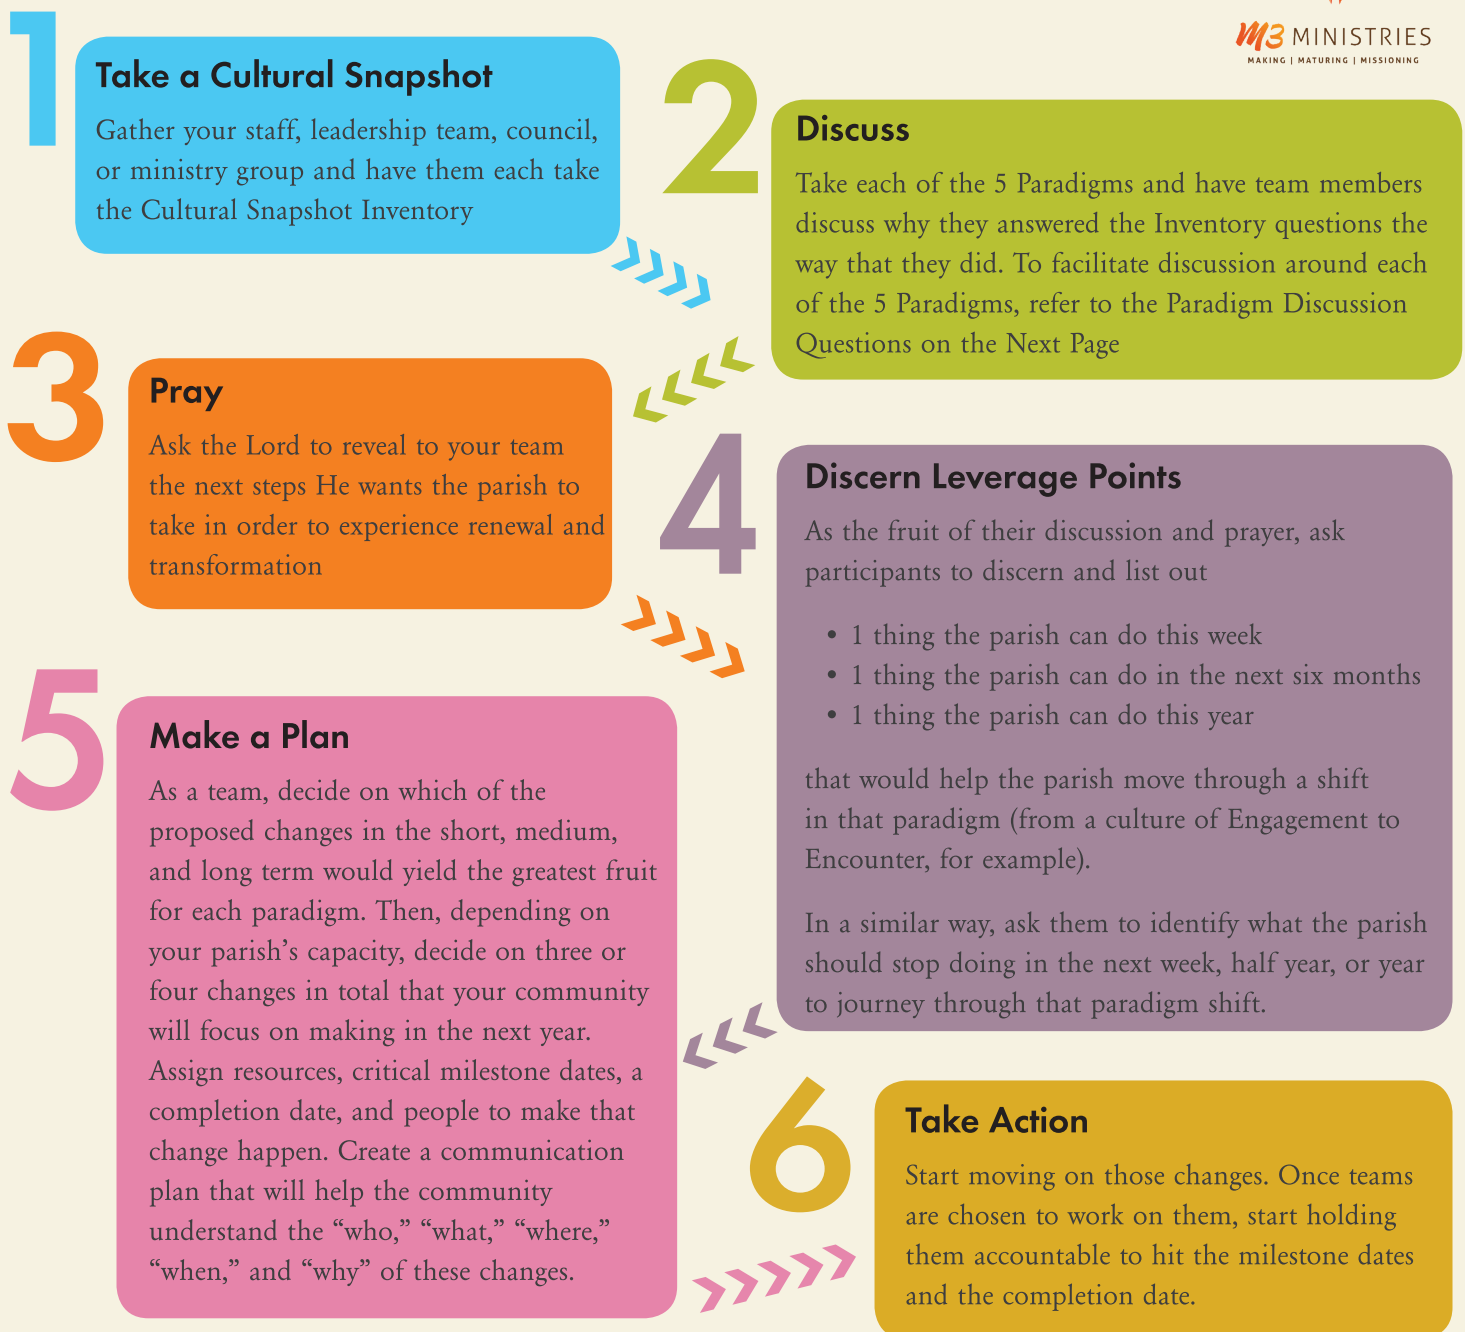 1
Take a Cultural Snapshot
Gather your staff, leadership team, council,
or ministry group and have them each take
the Cultural Snapshot Inventory
M3 MINISTRIES
MAKING | MATURING | MISSIONING
2
Discuss
Take each of the 5 Paradigms and have team members
discuss why they answered the Inventory questions the
way that they did. To facilitate discussion around each
of the 5 Paradigms, refer to the Paradigm Discussion
Questions on the Next Page
3
Pray
Ask the Lord to reveal to your team
the next steps He wants the parish to
take in order to experience renewal and
transformation
4
Discern Leverage Points
As the fruit of their discussion and prayer, ask
participants to discern and list out
• 1 thing the parish can do this week
• 1 thing the parish can do in the next six months
• 1 thing the parish can do this year
that would help the parish move through a shift
in that paradigm (from a culture of Engagement to
Encounter, for example).
In a similar way, ask them to identify what the parish
should stop doing in the next week, half year, or year
to journey through that paradigm shift.
5
Make a Plan
As a team, decide on which of the
proposed changes in the short, medium,
and long term would yield the greatest fruit
for each paradigm. Then, depending on
your parish’s capacity, decide on three or
four changes in total that your community
will focus on making in the next year.
Assign resources, critical milestone dates, a
completion date, and people to make that
change happen. Create a communication
plan that will help the community
understand the “who,” “what,” “where,”
“when,” and “why” of these changes.
6
Take Action
Start moving on those changes. Once teams
are chosen to work on them, start holding
them accountable to hit the milestone dates
and the completion date.